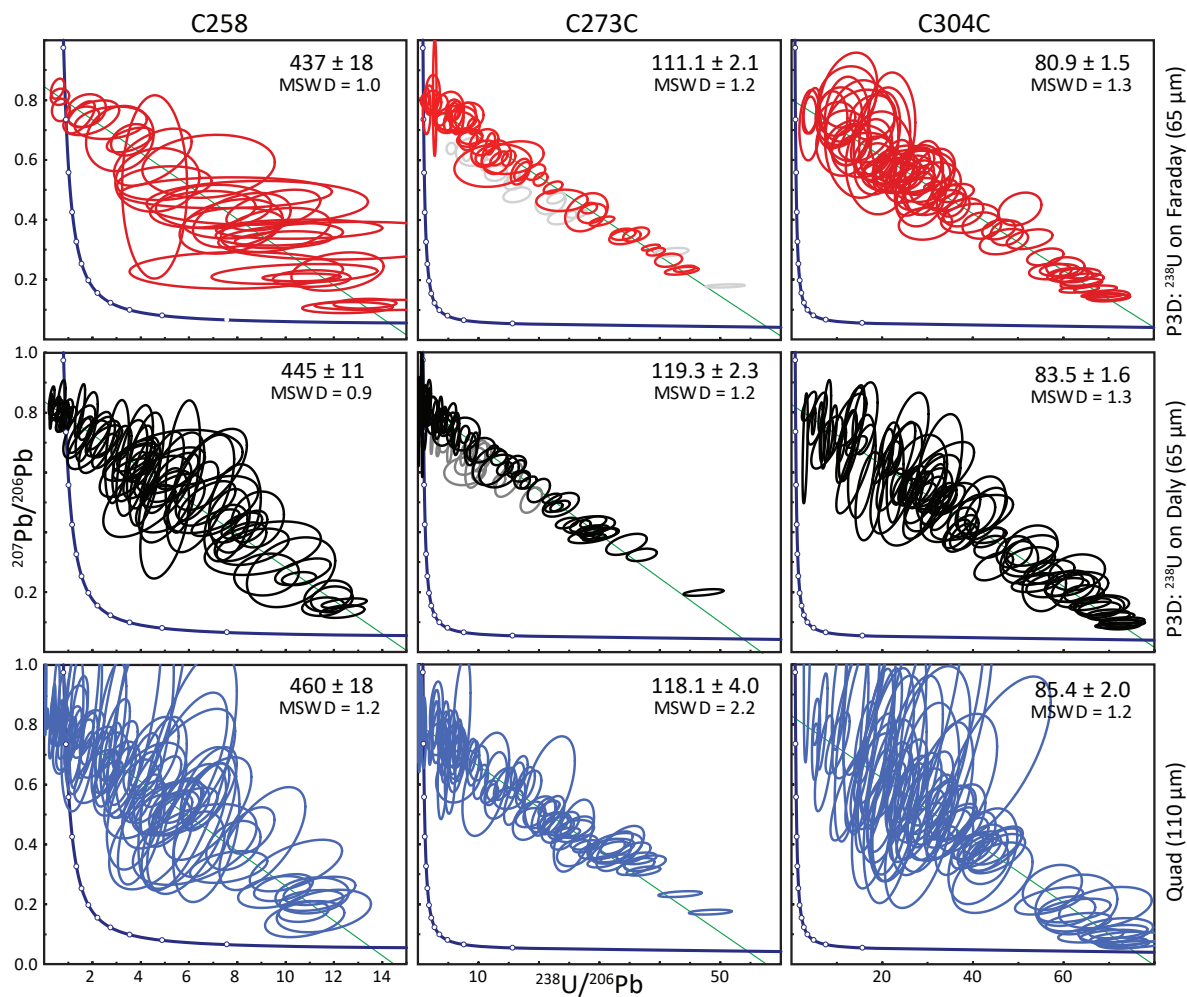 C258
C273C
C304C
437 ± 18
MSWD = 1.0
111.1 ± 2.1
MSWD = 1.2
80.9 ± 1.5
MSWD = 1.3
0.8
0.6
0.4
0.2
P3D: ²³⁸U on Faraday (65 µm)
445 ± 11
MSWD = 0.9
119.3 ± 2.3
MSWD = 1.2
83.5 ± 1.6
MSWD = 1.3
1.0
0.8
0.2
²⁰⁷Pb/²⁰⁶Pb
P3D: ²³⁸U on Daly (65 µm)
460 ± 18
MSWD = 1.2
118.1 ± 4.0
MSWD = 2.2
85.4 ± 2.0
MSWD = 1.2
1.0
0.8
0.6
0.4
0.2
0.0
Quad (110 µm)
2 4 6 8 10 12 14
10 50
20 40 60
²³⁸U/²⁰⁶Pb